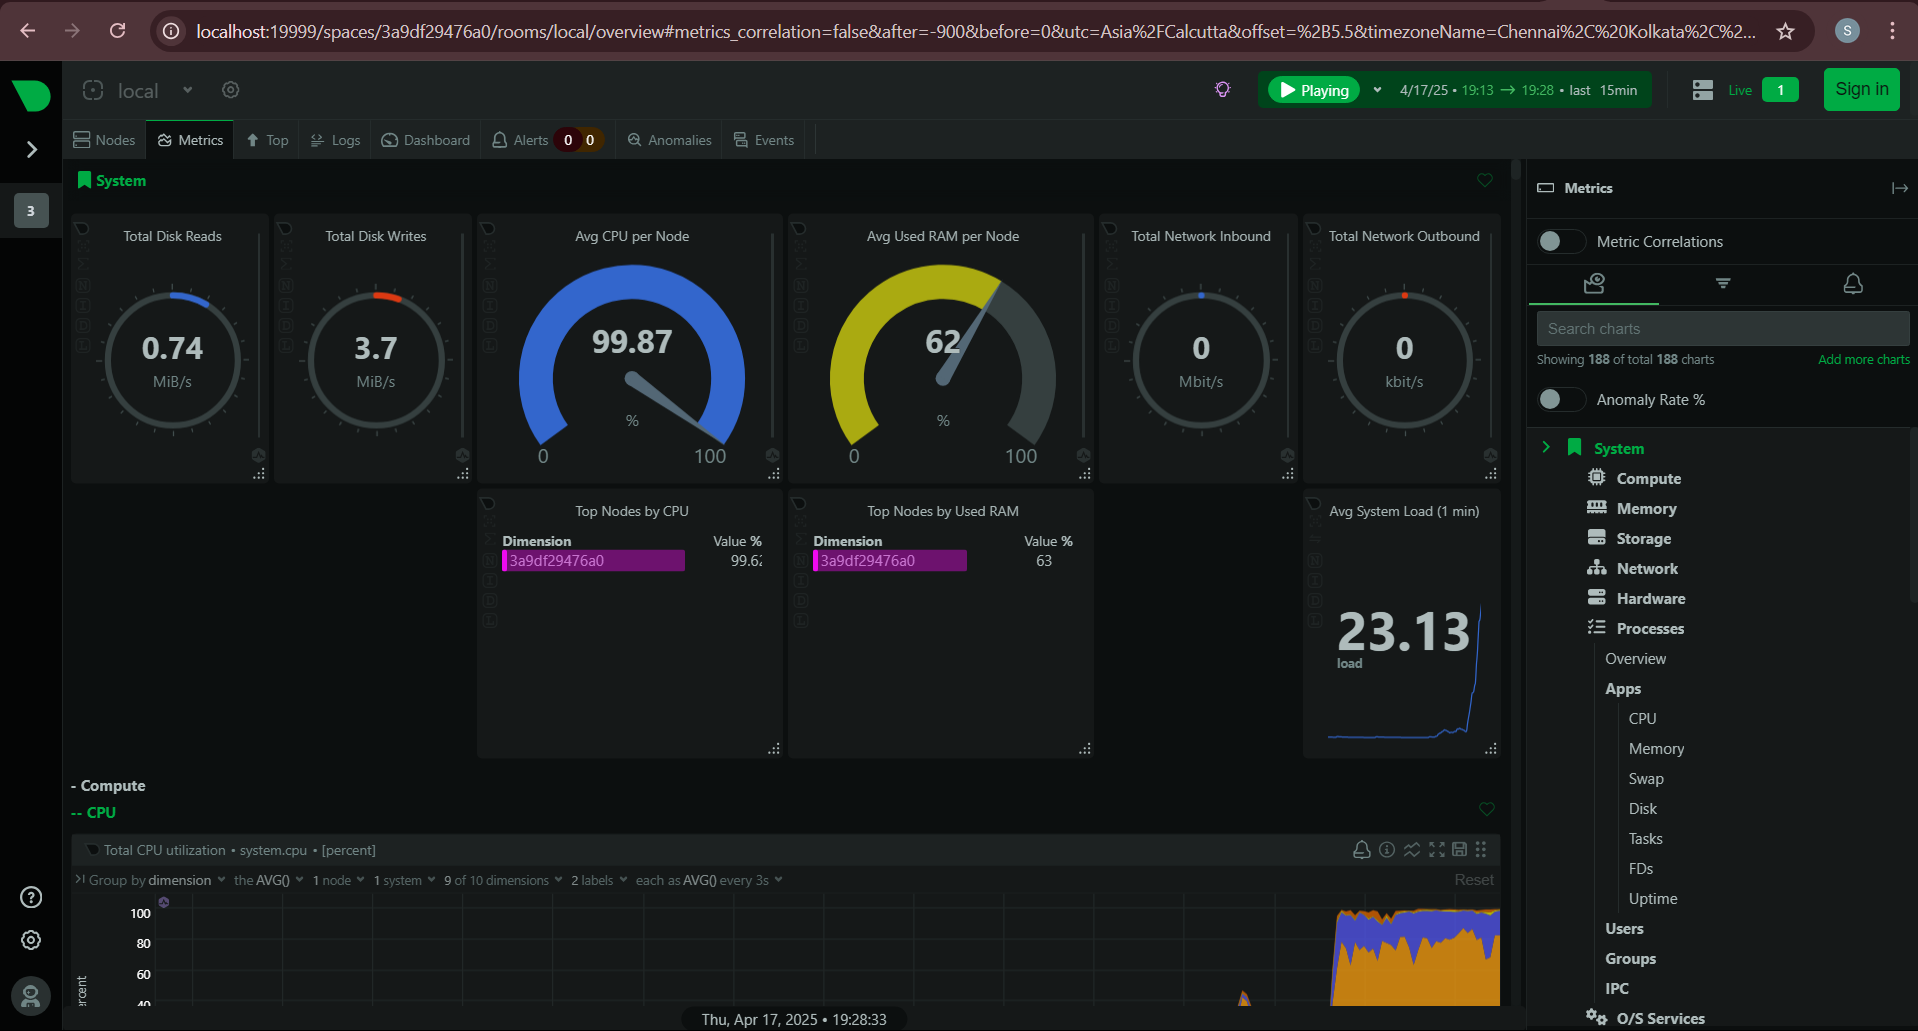 localhost:19999/spaces/3a9df29476a0/rooms/local/overview#metrics_correlation=false&after=-900&before=0&utc=Asia%2FCalcutta&offset=%2B5.5&timezoneName=Chennai%2C%20Kolkata%2C%2...
S
local
Playing
4/17/25 • 19:13 → 19:28 • last 15min
Live
1
Sign in
Nodes
Metrics
Top
Logs
Dashboard
Alerts 0 0
Anomalies
Events
3
System
Total Disk Reads
0.74
MiB/s
Total Disk Writes
3.7
MiB/s
Avg CPU per Node
99.87
%
0
100
Avg Used RAM per Node
62
%
0
100
Total Network Inbound
0
Mbit/s
Total Network Outbound
0
kbit/s
Top Nodes by CPU
Dimension Value %
3a9df29476a0 99.62
Top Nodes by Used RAM
Dimension Value %
3a9df29476a0 63
Avg System Load (1 min)
23.13
load
- Compute
-- CPU
Total CPU utilization • system.cpu • [percent]
Group by dimension the AVG() 1 node 1 system 9 of 10 dimensions 2 labels each as AVG() every 3s
Reset
100
80
60
40
Thu, Apr 17, 2025 • 19:28:33
Metrics
Metric Correlations
Search charts
Showing 188 of total 188 charts
Add more charts
Anomaly Rate %
System
Compute
Memory
Storage
Network
Hardware
Processes
Overview
Apps
CPU
Memory
Swap
Disk
Tasks
FDs
Uptime
Users
Groups
IPC
O/S Services